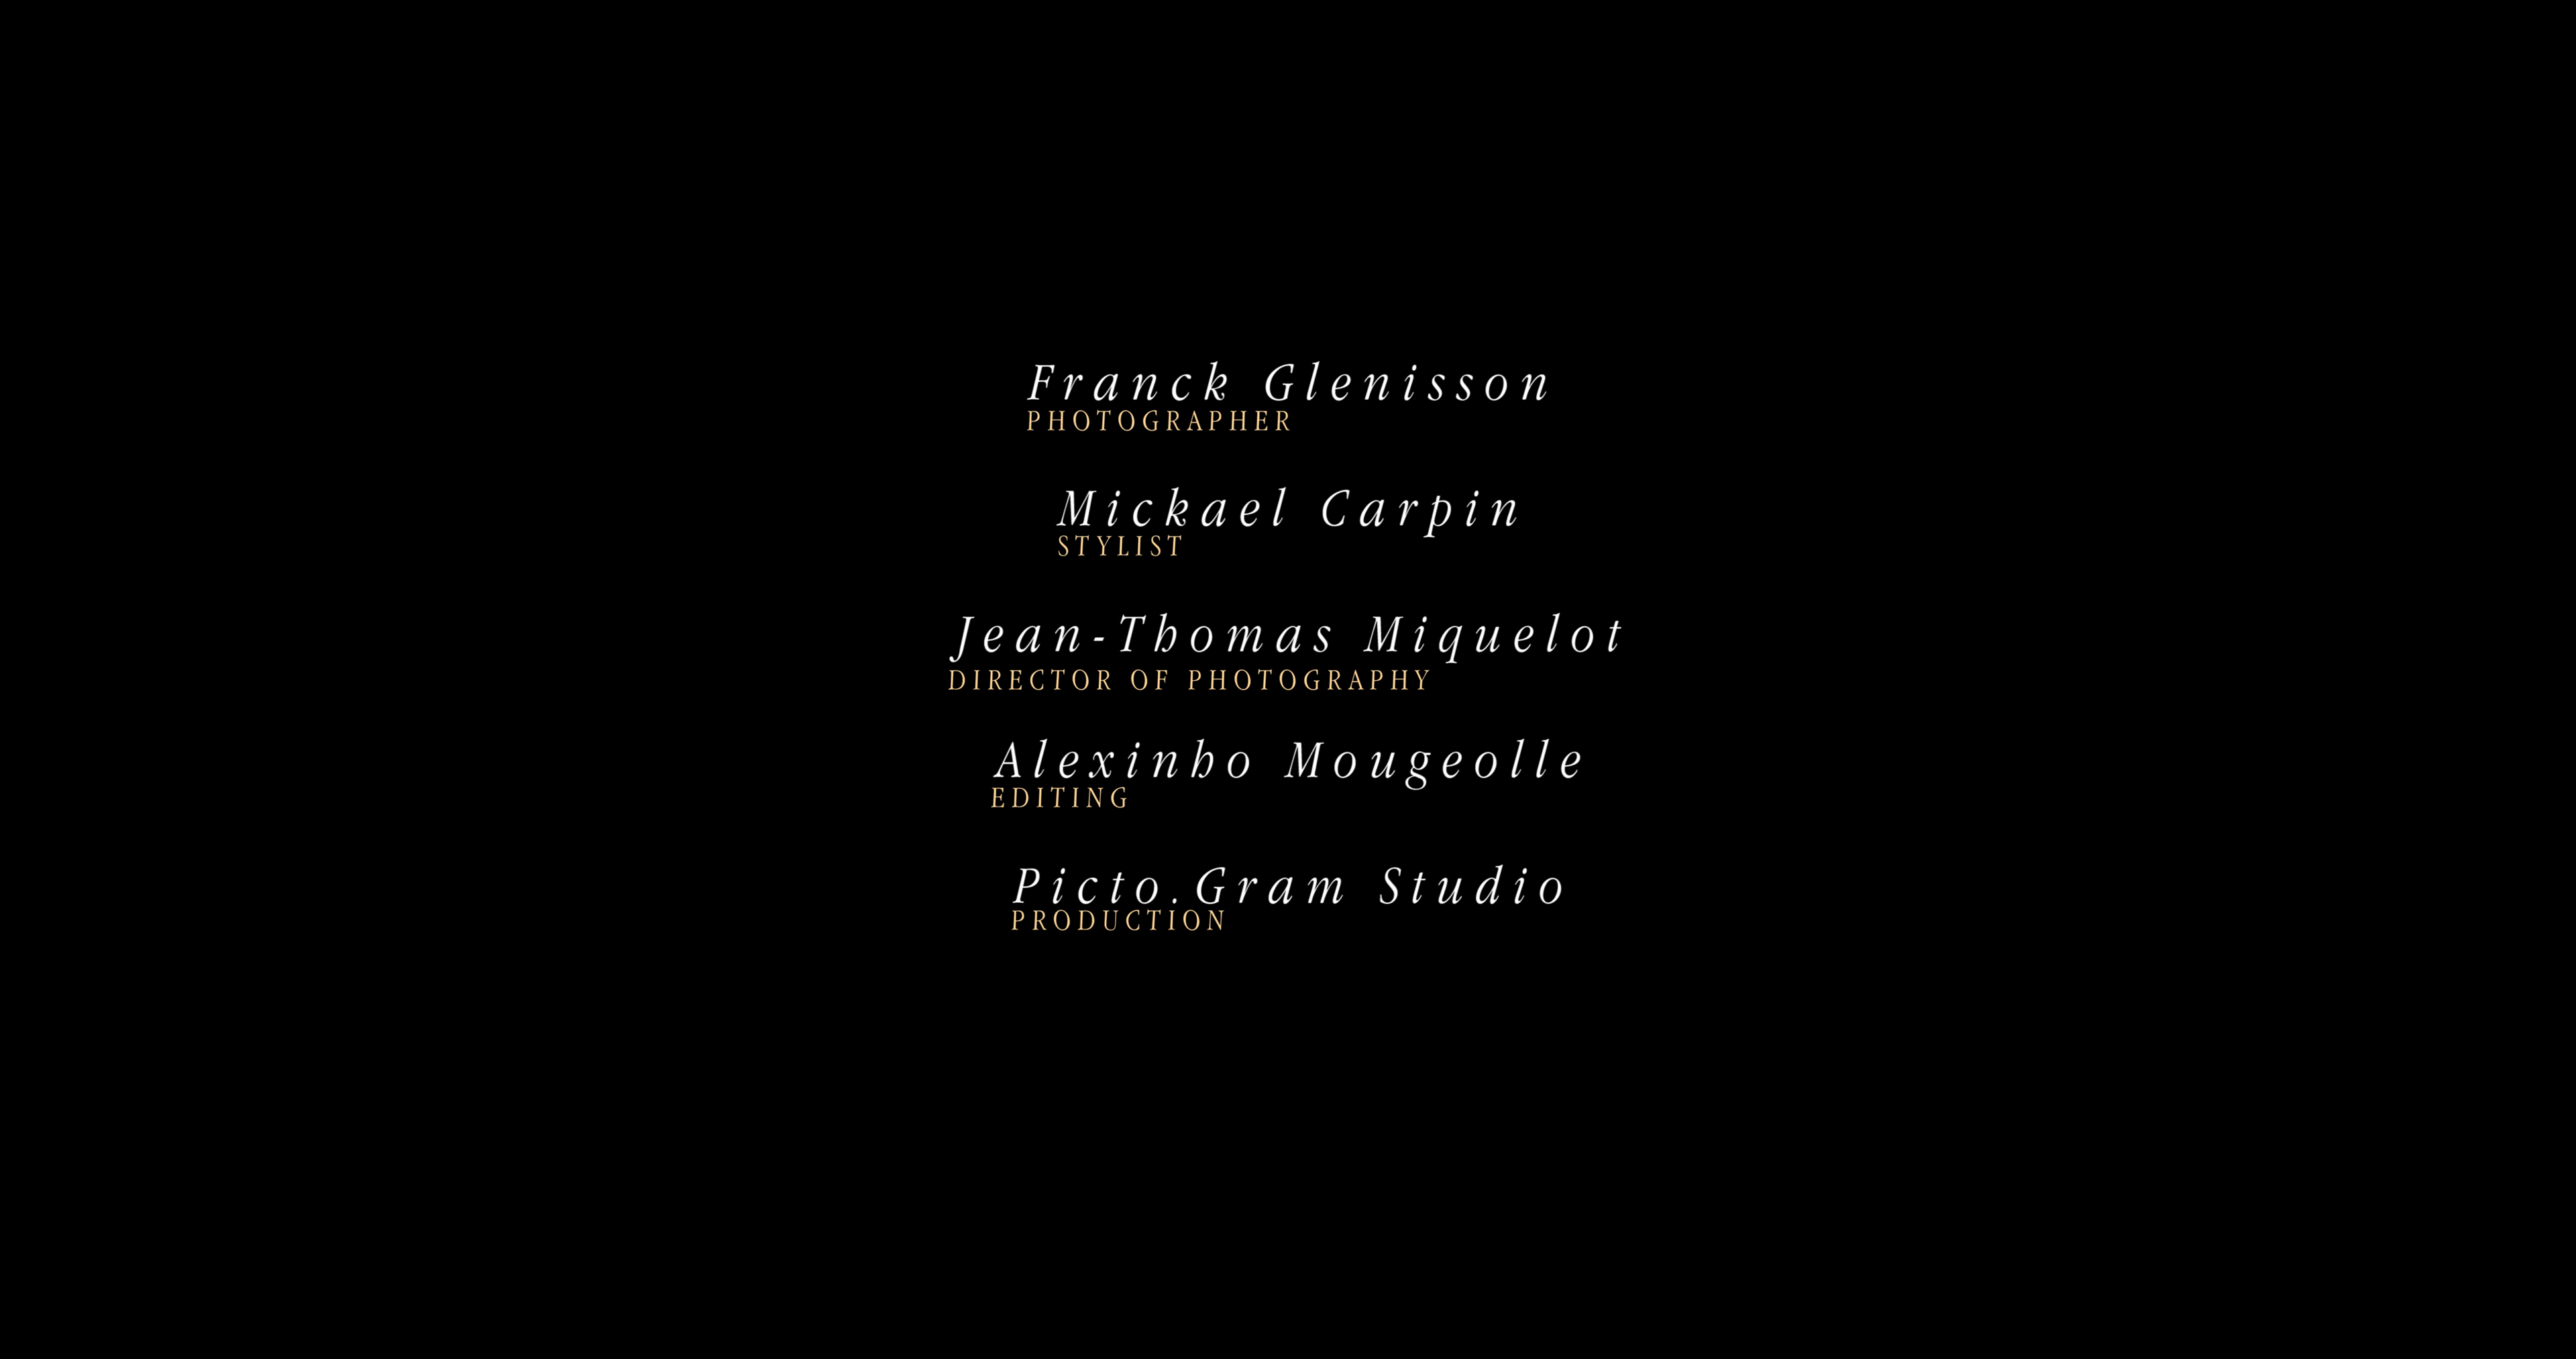 Franck Glenisson
PHOTOGRAPHER
Mickael Carpin
STYLIST
Jean-Thomas Miquelot
DIRECTOR OF PHOTOGRAPHY
Alexinho Mougeolle
EDITING
Picto.Gram Studio
PRODUCTION